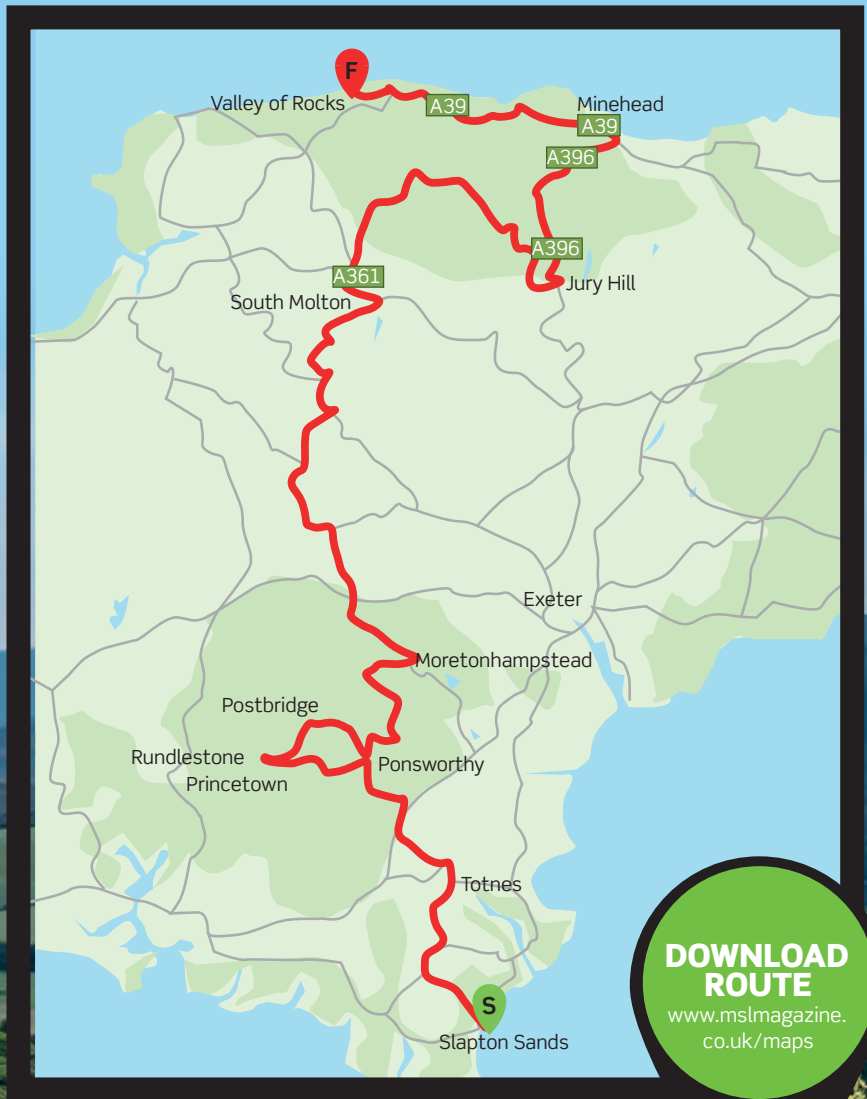 F
Valley of Rocks
A39
Minehead
A39
A396
A396
A361
Jury Hill
South Molton
Exeter
Moretonhampstead
Postbridge
Rundlestone
Ponsworthy
Princetown
Totnes
S
Slapton Sands
DOWNLOAD
ROUTE
www.mslmagazine.
co.uk/maps